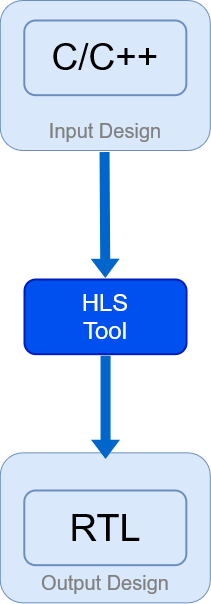 C/C++
Input Design
HLS
Tool
RTL
Output Design